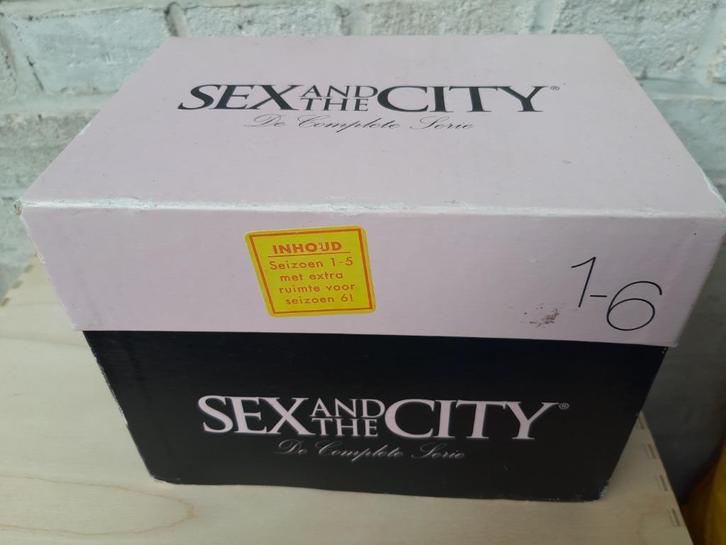 SEX AND THE CITY®
De Complete Serie
INHOUD
Seizoen 1-5
met extra
ruimte voor
seizoen 6!
1-6
SEX AND THE CITY®
De Complete Serie